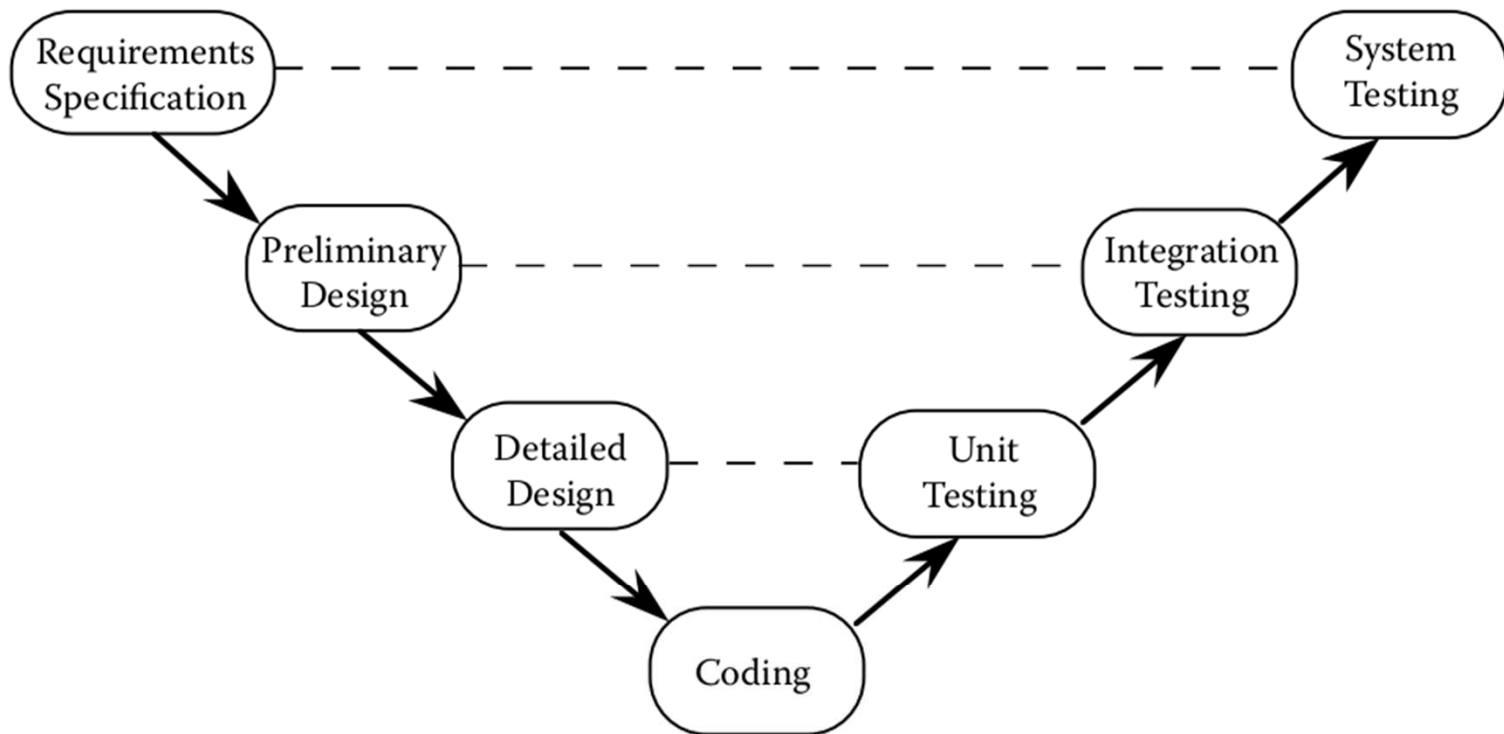 Requirements
Specification
System
Testing
Preliminary
Design
Integration
Testing
Detailed
Design
Unit
Testing
Coding